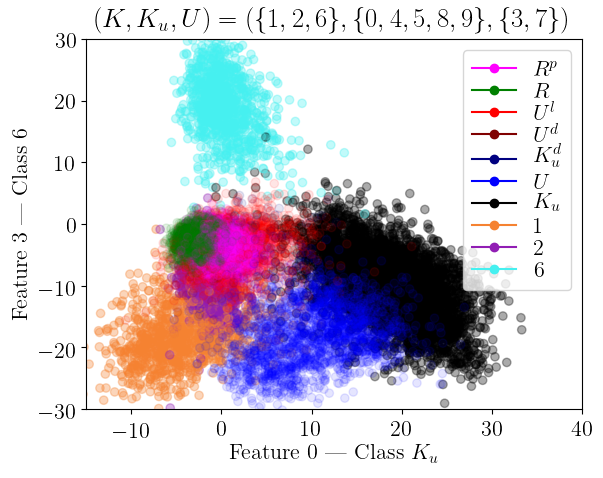 (K, K_u, U) = ({1, 2, 6}, {0, 4, 5, 8, 9}, {3, 7})
30
20
10
0
−10
−20
−30
Feature 3 — Class 6
R^p
R
U^l
U^d
K_u^d
U
K_u
1
2
6
−10
0
10
20
30
40
Feature 0 — Class K_u